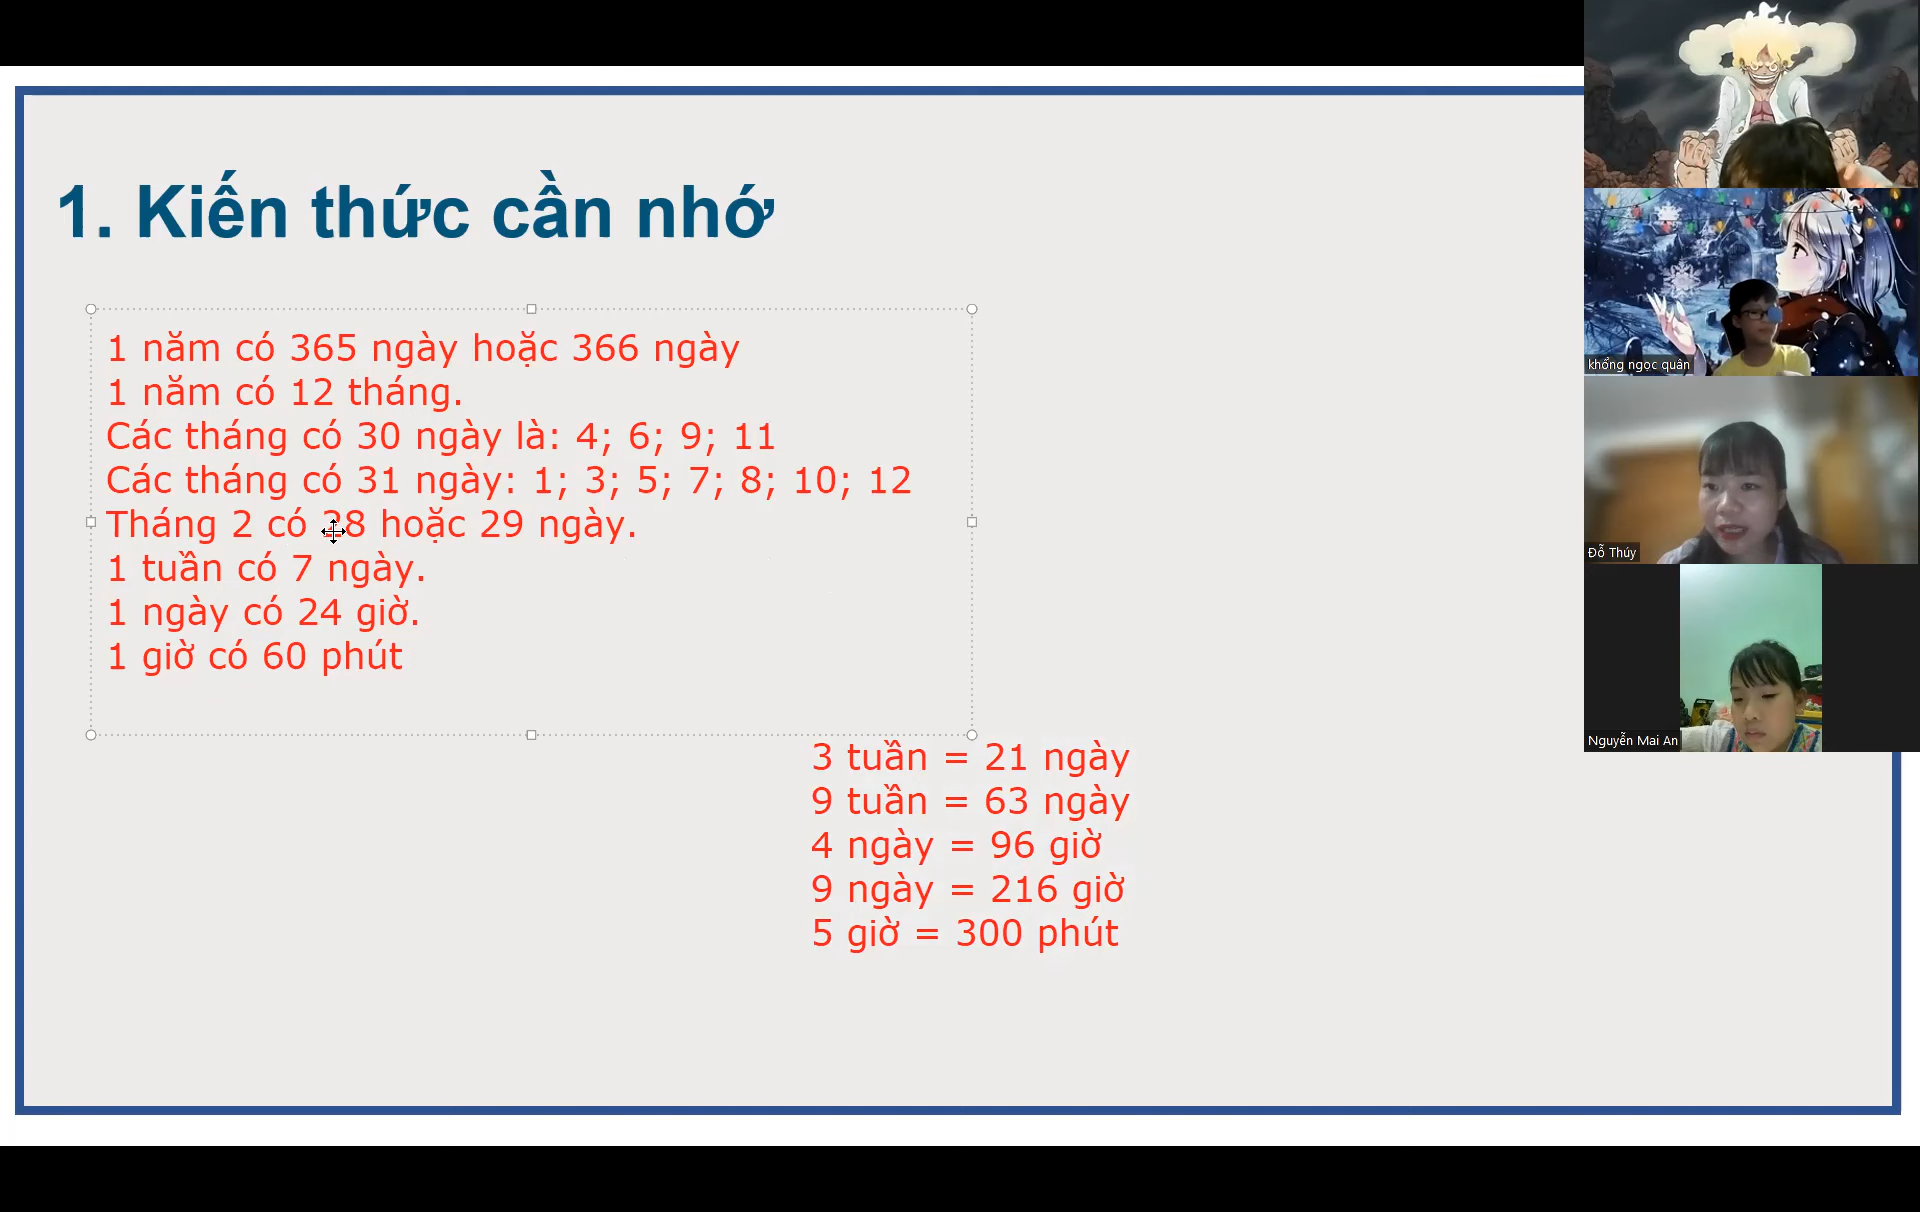 1. Kiến thức cần nhớ
1 năm có 365 ngày hoặc 366 ngày
1 năm có 12 tháng.
Các tháng có 30 ngày là: 4; 6; 9; 11
Các tháng có 31 ngày: 1; 3; 5; 7; 8; 10; 12
Tháng 2 có 28 hoặc 29 ngày.
1 tuần có 7 ngày.
1 ngày có 24 giờ.
1 giờ có 60 phút
3 tuần = 21 ngày
9 tuần = 63 ngày
4 ngày = 96 giờ
9 ngày = 216 giờ
5 giờ = 300 phút
khổng ngọc quân
Đỗ Thúy
Nguyễn Mai An